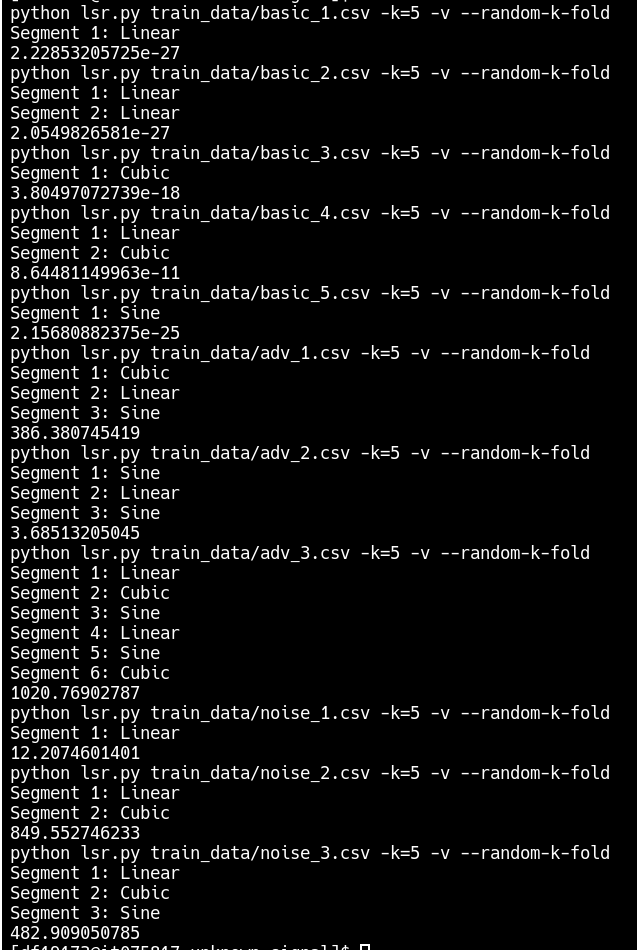 python lsr.py train_data/basic_1.csv -k=5 -v --random-k-fold
Segment 1: Linear
2.22853205725e-27
python lsr.py train_data/basic_2.csv -k=5 -v --random-k-fold
Segment 1: Linear
Segment 2: Linear
2.0549826581e-27
python lsr.py train_data/basic_3.csv -k=5 -v --random-k-fold
Segment 1: Cubic
3.80497072739e-18
python lsr.py train_data/basic_4.csv -k=5 -v --random-k-fold
Segment 1: Linear
Segment 2: Cubic
8.64481149963e-11
python lsr.py train_data/basic_5.csv -k=5 -v --random-k-fold
Segment 1: Sine
2.15680882375e-25
python lsr.py train_data/adv_1.csv -k=5 -v --random-k-fold
Segment 1: Cubic
Segment 2: Linear
Segment 3: Sine
386.380745419
python lsr.py train_data/adv_2.csv -k=5 -v --random-k-fold
Segment 1: Sine
Segment 2: Linear
Segment 3: Sine
3.68513205045
python lsr.py train_data/adv_3.csv -k=5 -v --random-k-fold
Segment 1: Linear
Segment 2: Cubic
Segment 3: Sine
Segment 4: Linear
Segment 5: Sine
Segment 6: Cubic
1020.76902787
python lsr.py train_data/noise_1.csv -k=5 -v --random-k-fold
Segment 1: Linear
12.2074601401
python lsr.py train_data/noise_2.csv -k=5 -v --random-k-fold
Segment 1: Linear
Segment 2: Cubic
849.552746233
python lsr.py train_data/noise_3.csv -k=5 -v --random-k-fold
Segment 1: Linear
Segment 2: Cubic
Segment 3: Sine
482.909050785